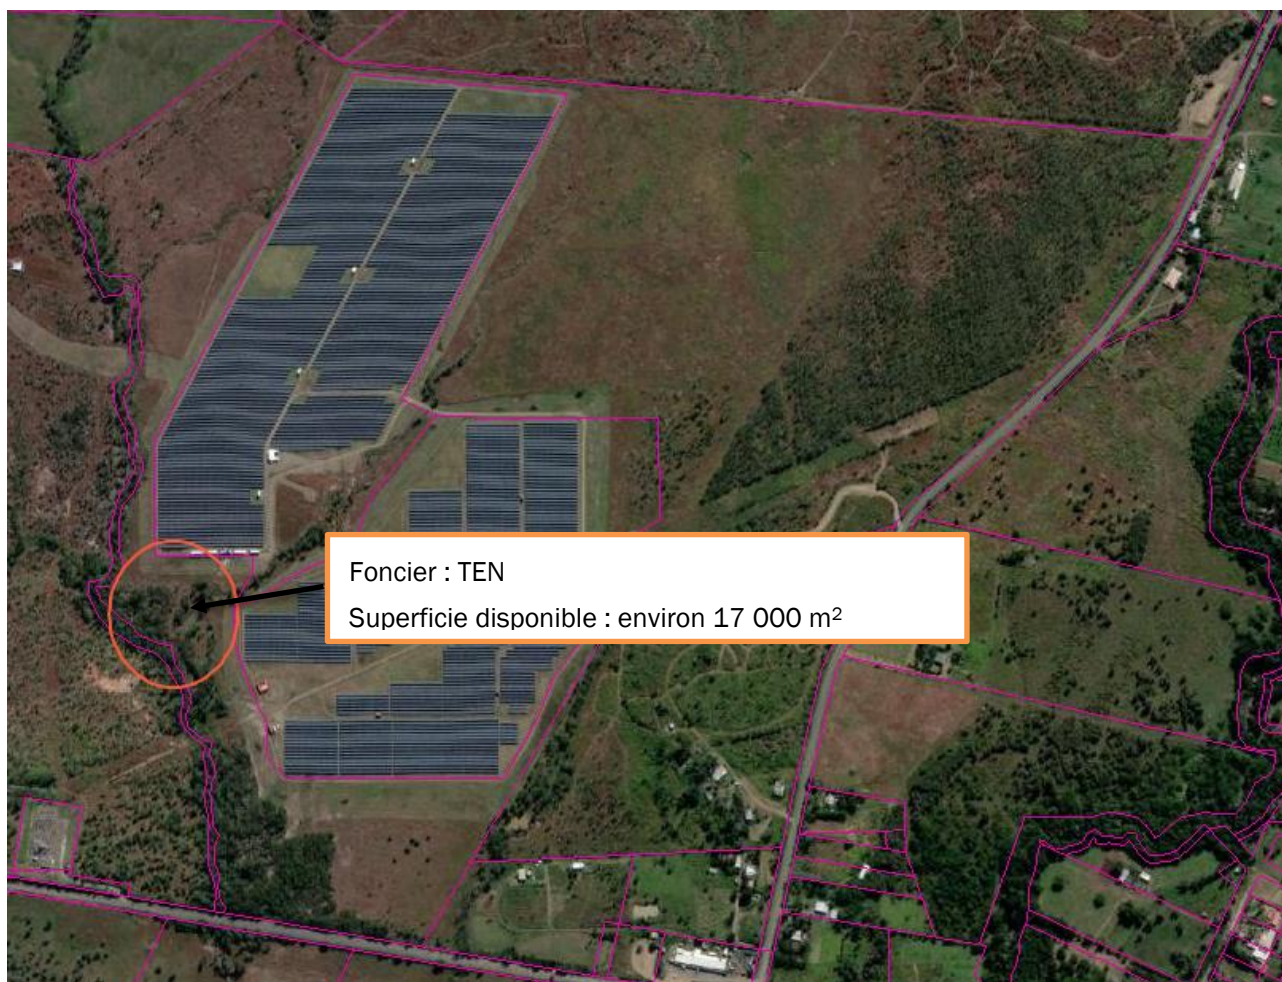 Foncier : TEN
Superficie disponible : environ 17 000 m²